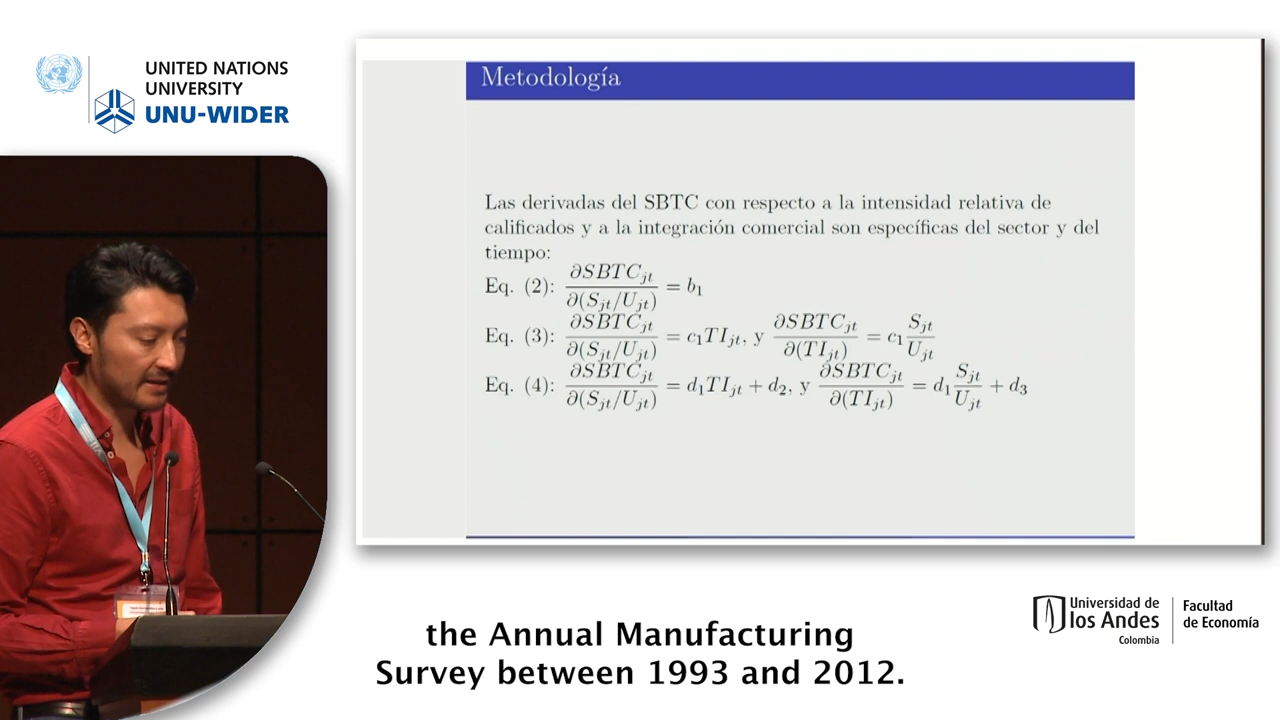 UNITED NATIONS
UNIVERSITY
UNU-WIDER
Metodología
Las derivadas del SBTC con respecto a la intensidad relativa de
calificados y a la integración comercial son específicas del sector y del
tiempo:
Eq. (2): ∂SBTC_jt / ∂(S_jt/U_jt) = b_1
Eq. (3): ∂SBTC_jt / ∂(S_jt/U_jt) = c_1TI_jt, y ∂SBTC_jt / ∂(TI_jt) = c_1 S_jt / U_jt
Eq. (4): ∂SBTC_jt / ∂(S_jt/U_jt) = d_1TI_jt + d_2, y ∂SBTC_jt / ∂(TI_jt) = d_1 S_jt / U_jt + d_3
the Annual Manufacturing
Survey between 1993 and 2012.
Universidad de
los Andes
Colombia
Facultad
de Economía